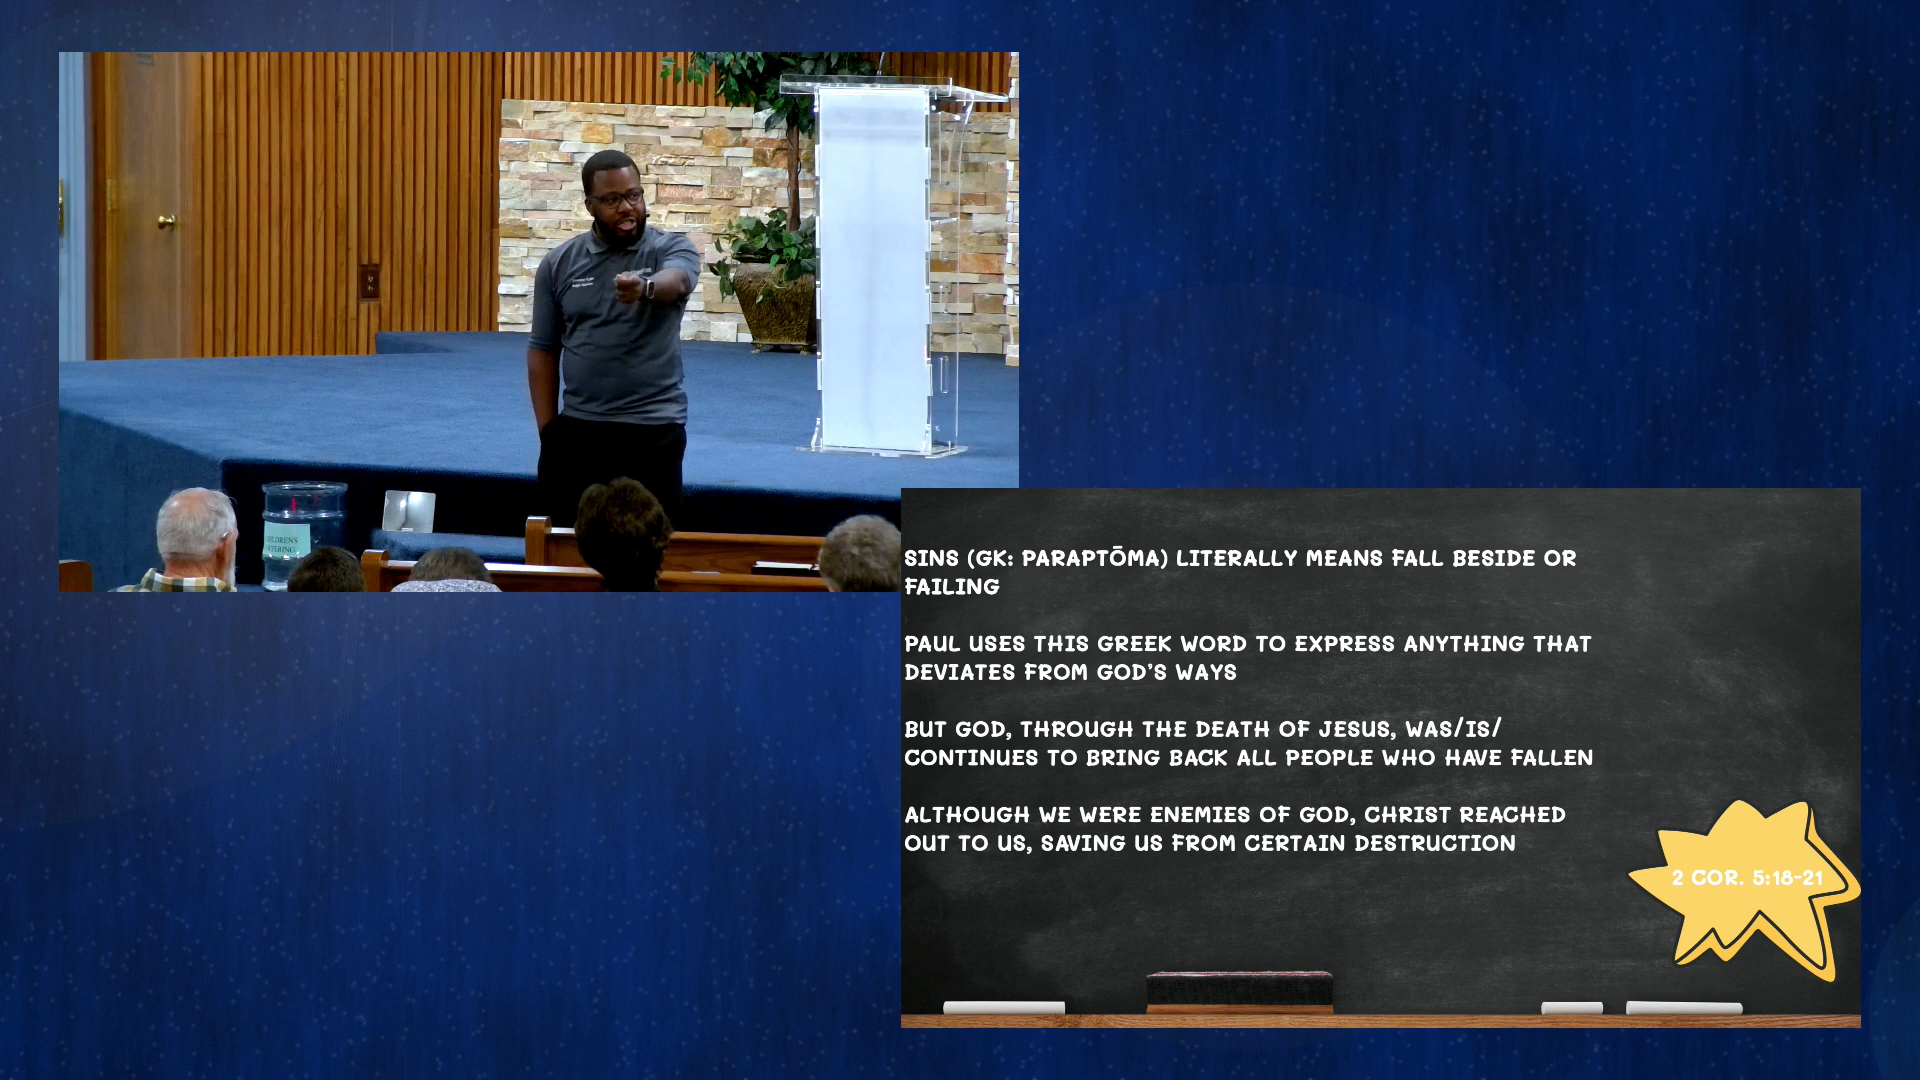 OFFERING
SINS (GK: PARAPTŌMA) LITERALLY MEANS FALL BESIDE OR
FAILING
PAUL USES THIS GREEK WORD TO EXPRESS ANYTHING THAT
DEVIATES FROM GOD'S WAYS
BUT GOD, THROUGH THE DEATH OF JESUS, WAS/IS/
CONTINUES TO BRING BACK ALL PEOPLE WHO HAVE FALLEN
ALTHOUGH WE WERE ENEMIES OF GOD, CHRIST REACHED
OUT TO US, SAVING US FROM CERTAIN DESTRUCTION
2 COR. 5:18-21